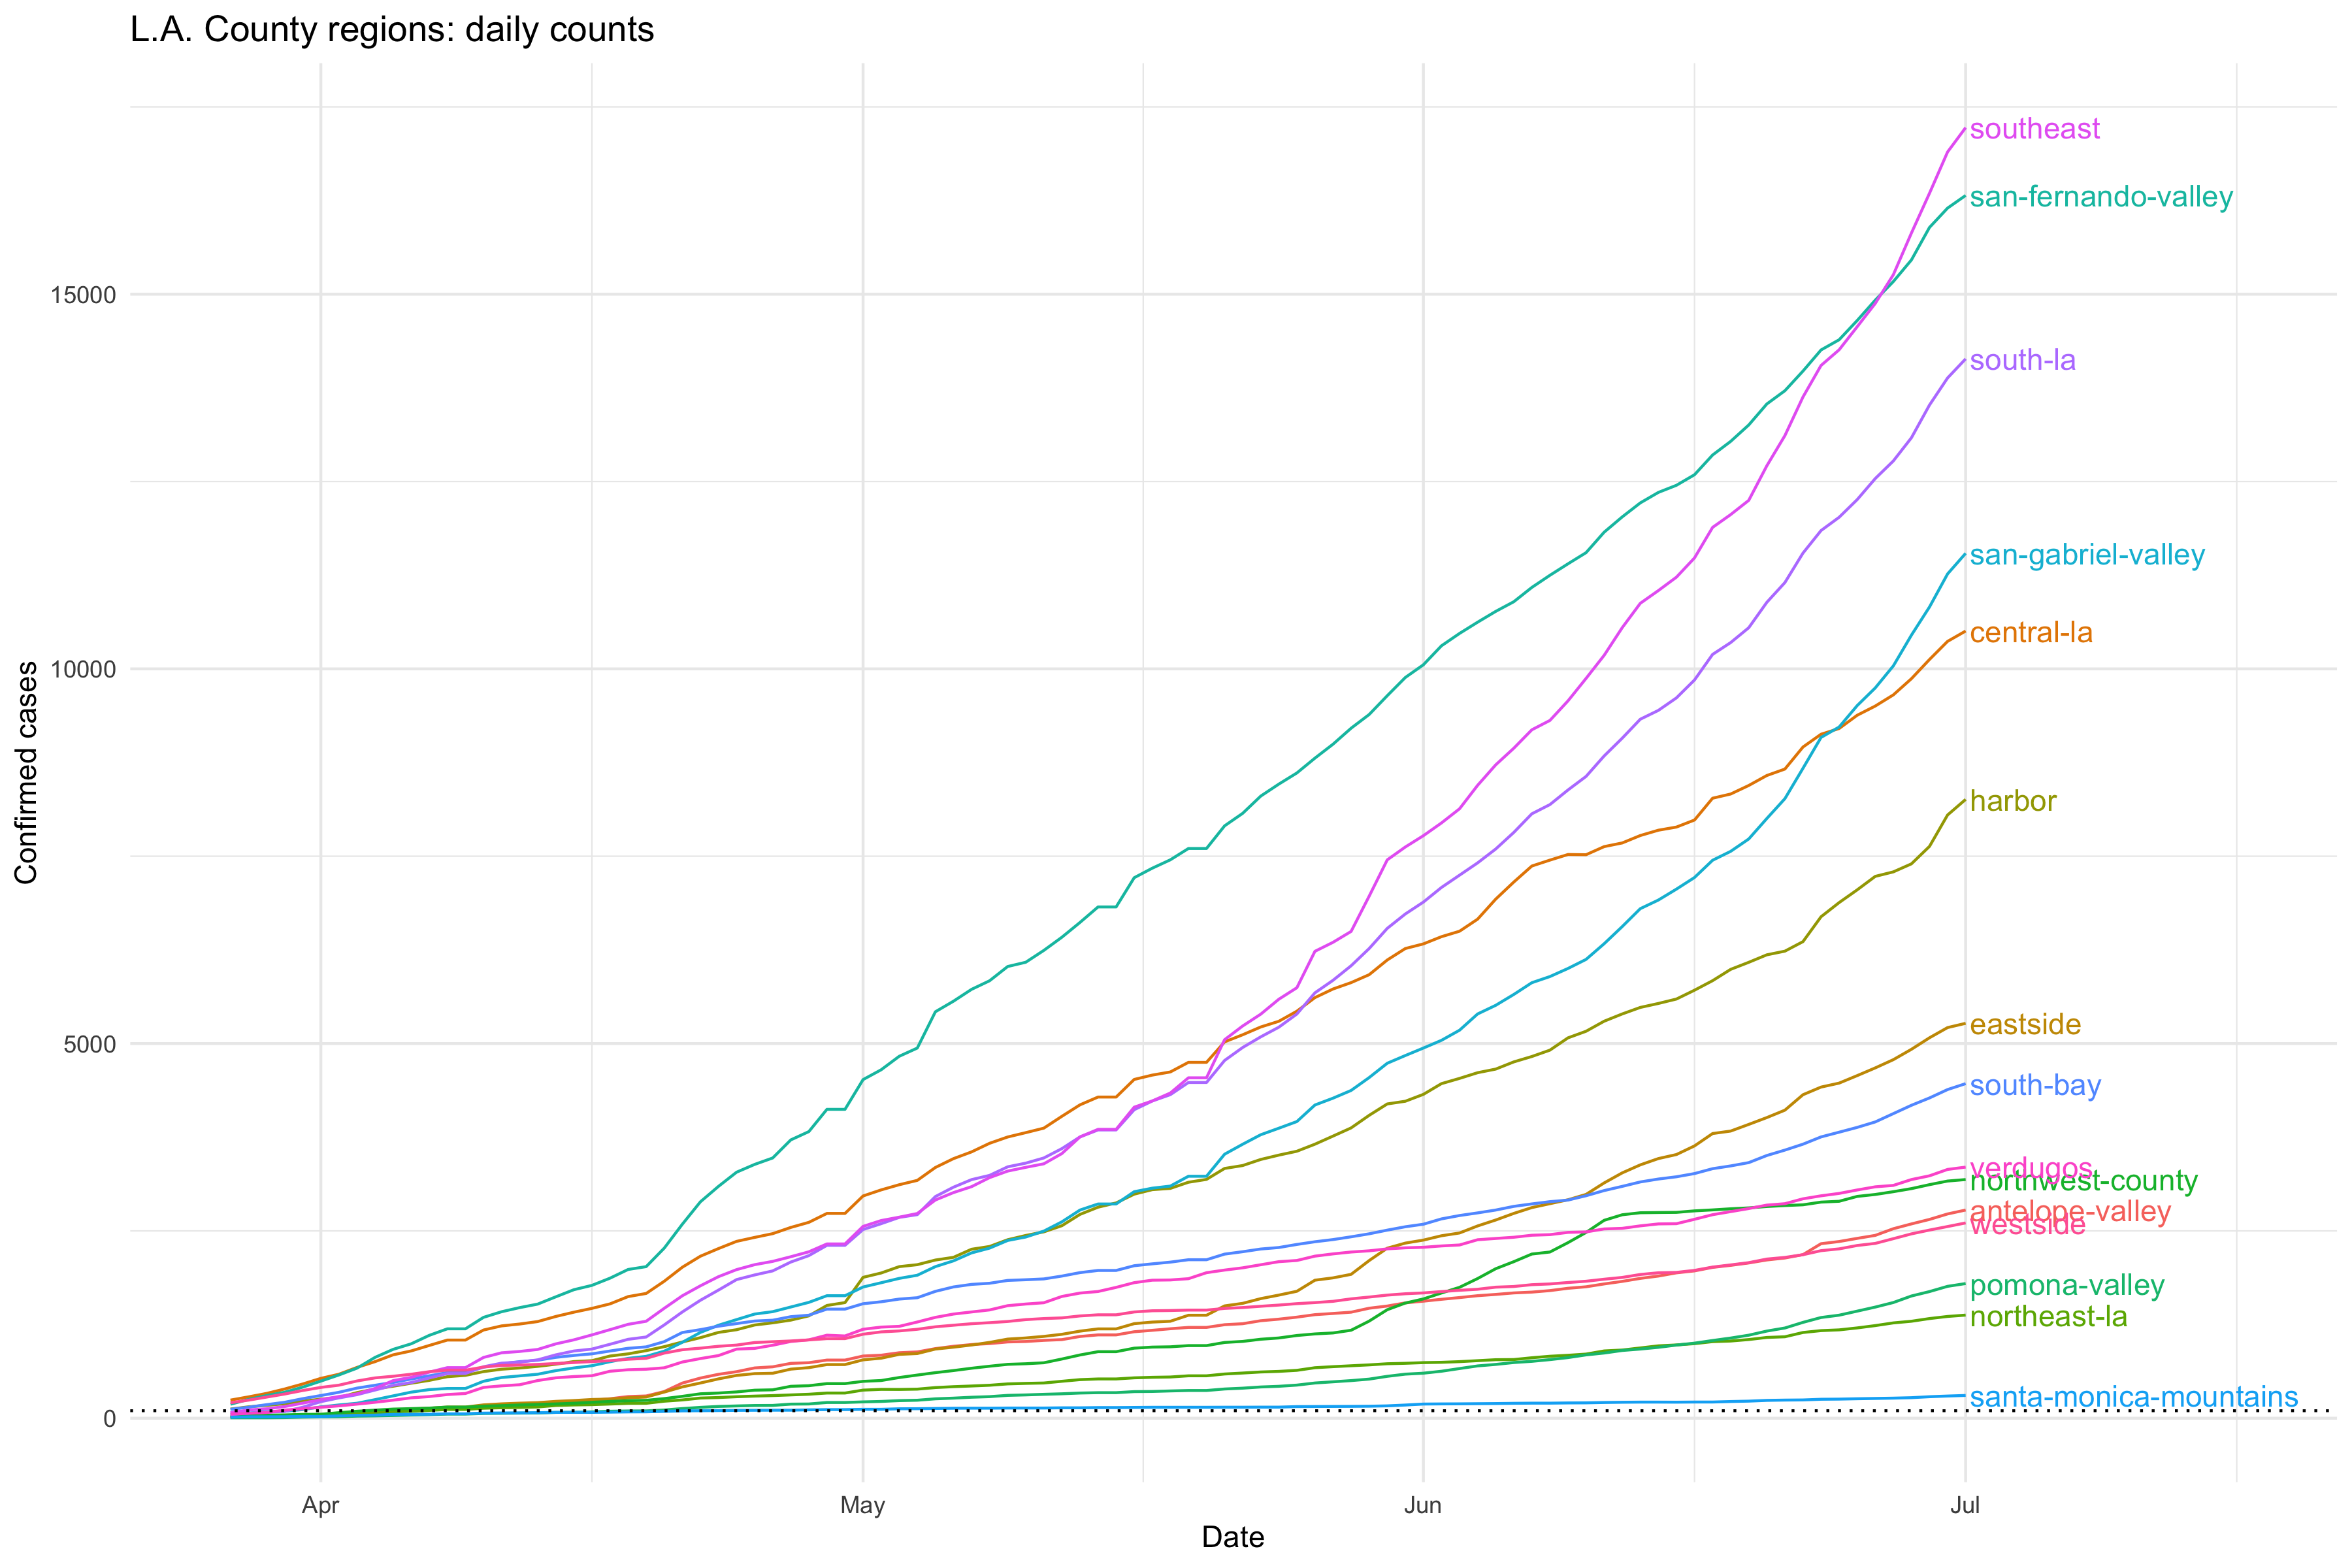 L.A. County regions: daily counts
southeast
san-fernando-valley
15000
south-la
san-gabriel-valley
central-la
10000
Confirmed cases
harbor
5000
eastside
south-bay
verdugos
northwest-county
antelope-valley
westside
pomona-valley
northeast-la
santa-monica-mountains
0
Apr May Jun Jul
Date